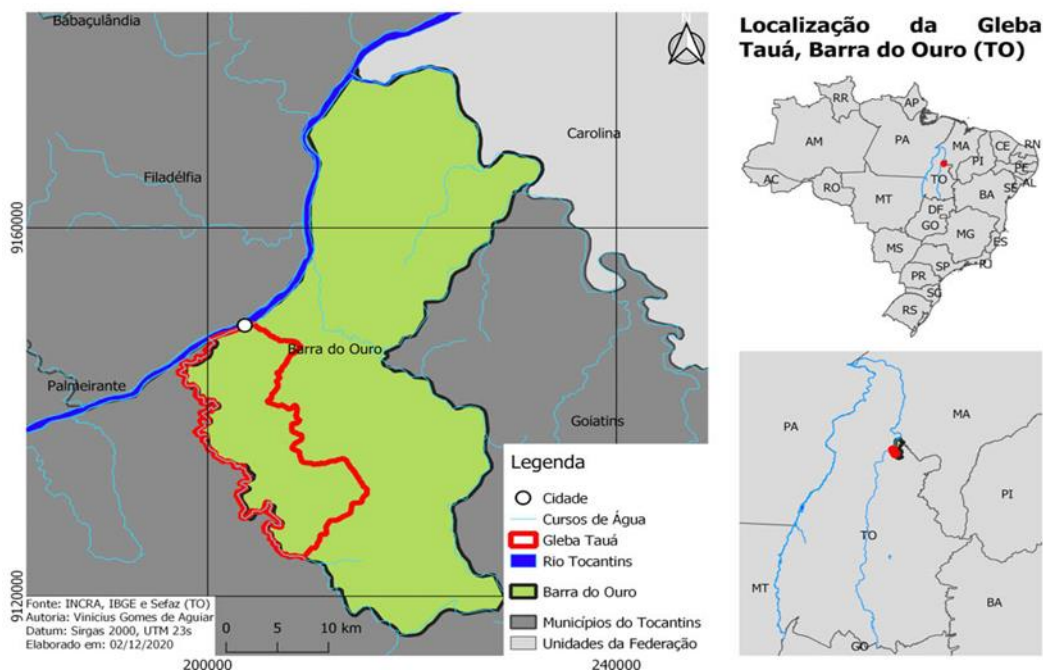 Localização da Gleba
Tauá, Barra do Ouro (TO)
Babaçulândia
N
Carolina
Filadélfia
Barra do Ouro
Palmeirante
Goiatins
9160000
9120000
200000
240000
Legenda
Cidade
Cursos de Água
Gleba Tauá
Rio Tocantins
Barra do Ouro
Municípios do Tocantins
Unidades da Federação
Fonte: INCRA, IBGE e Sefaz (TO)
Autoria: Vinicius Gomes de Aguiar
Datum: Sirgas 2000, UTM 23s
Elaborado em: 02/12/2020
0 5 10 km
RR
AP
AM
PA
MA
CE
RN
PI
PE
AC
RO
TO
SE
AL
MT
BA
DF
GO
MG
ES
MS
SP
RJ
PR
SC
RS
PA
MA
PI
TO
MT
BA
GO